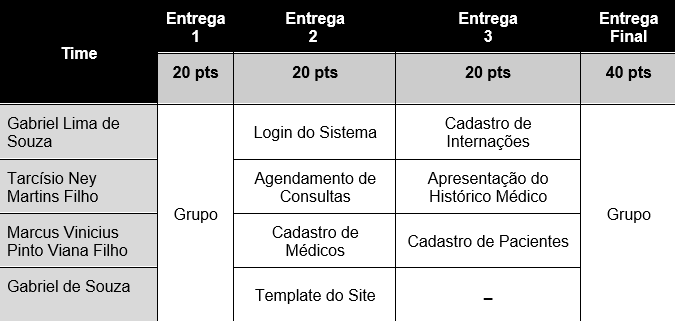 Time
Entrega
1
Entrega
2
Entrega
3
Entrega
Final
20 pts
20 pts
20 pts
40 pts
Gabriel Lima de
Souza
Grupo
Login do Sistema
Cadastro de
Internações
Grupo
Tarcísio Ney
Martins Filho
Agendamento de
Consultas
Apresentação do
Histórico Médico
Marcus Vinicius
Pinto Viana Filho
Cadastro de
Médicos
Cadastro de Pacientes
Gabriel de Souza
Template do Site
–